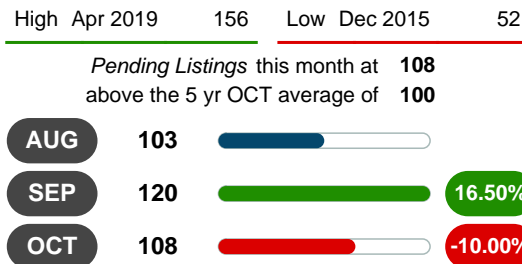 High Apr 2019 156 Low Dec 2015 52
Pending Listings this month at 108
above the 5 yr OCT average of 100
AUG 103
SEP 120 16.50%
OCT 108 -10.00%